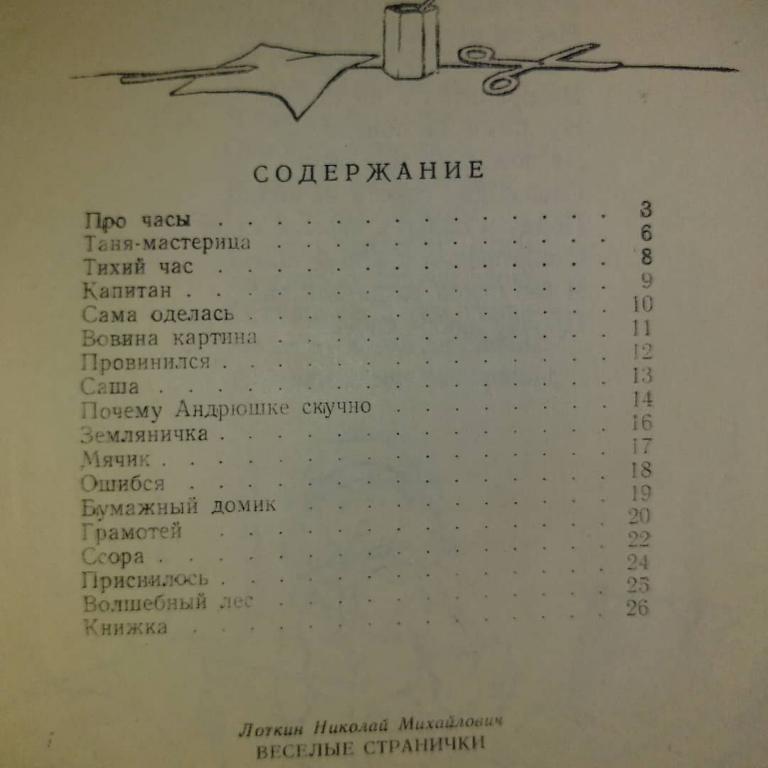 СОДЕРЖАНИЕ
Про часы . . . . . . . . . . . . . . 3
Таня-мастерица . . . . . . . . . . . . 6
Тихий час . . . . . . . . . . . . . . 8
Капитан . . . . . . . . . . . . . . . 9
Сама оделась . . . . . . . . . . . . . 10
Вовина картина . . . . . . . . . . . . 11
Провинился . . . . . . . . . . . . . . 12
Саша . . . . . . . . . . . . . . . . 13
Почему Андрюшке скучно . . . . . . . . 14
Земляничка . . . . . . . . . . . . . . 16
Мячик . . . . . . . . . . . . . . . . 17
Ошибся . . . . . . . . . . . . . . . 18
Бумажный домик . . . . . . . . . . . 19
Грамотей . . . . . . . . . . . . . . 20
Ссора . . . . . . . . . . . . . . . . 22
Приснилось . . . . . . . . . . . . . . 24
Волшебный лес . . . . . . . . . . . . 25
Книжка . . . . . . . . . . . . . . . 26
Лоткин Николай Михайлович
ВЕСЕЛЫЕ СТРАНИЧКИ